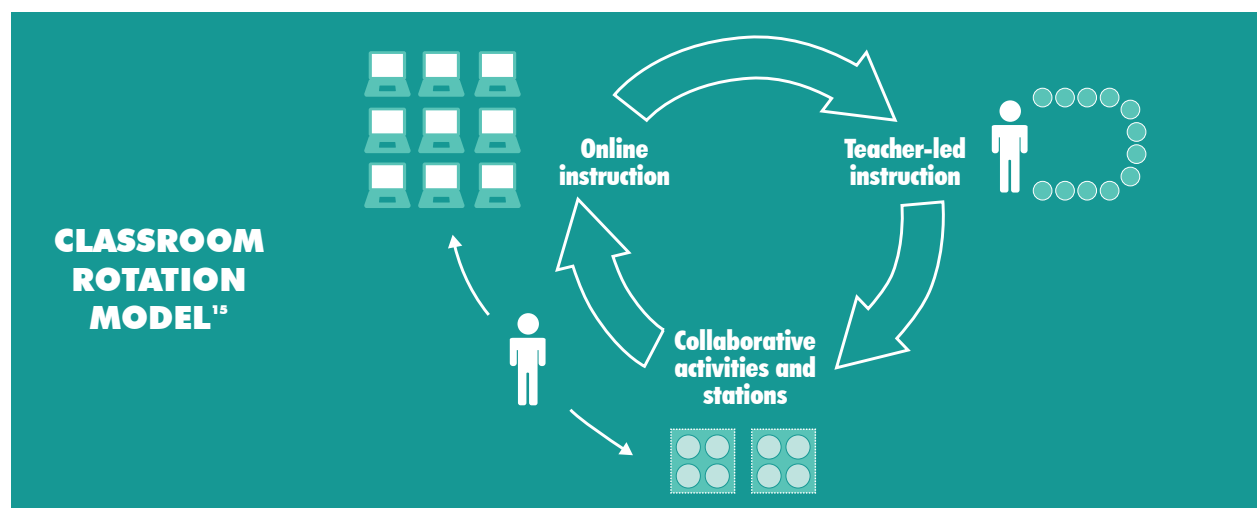 CLASSROOM
ROTATION
MODEL¹⁵
Online
instruction
Teacher-led
instruction
Collaborative
activities and
stations